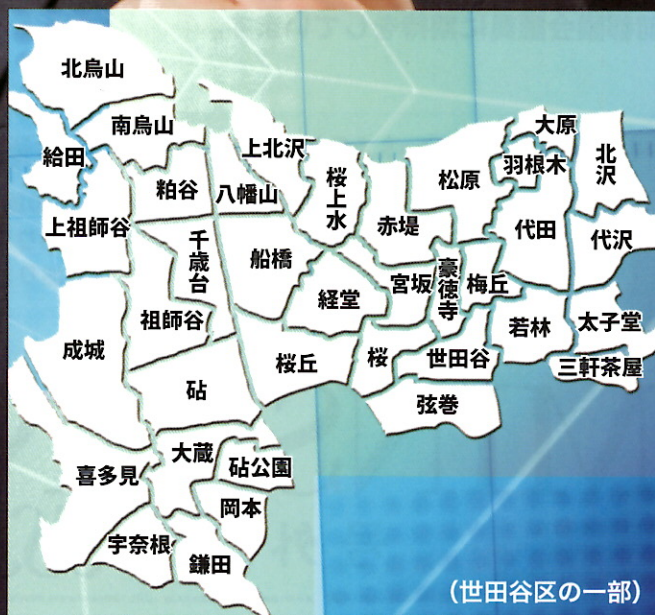 北烏山
南烏山
給田
上北沢
大原
北沢
粕谷
八幡山
桜上水
松原
羽根木
上祖師谷
千歳台
船橋
赤堤
代田
代沢
経堂
宮坂
豪徳寺
梅丘
祖師谷
若林
太子堂
成城
桜丘
桜
世田谷
三軒茶屋
砧
弦巻
大蔵
砧公園
喜多見
岡本
宇奈根
鎌田
(世田谷区の一部)